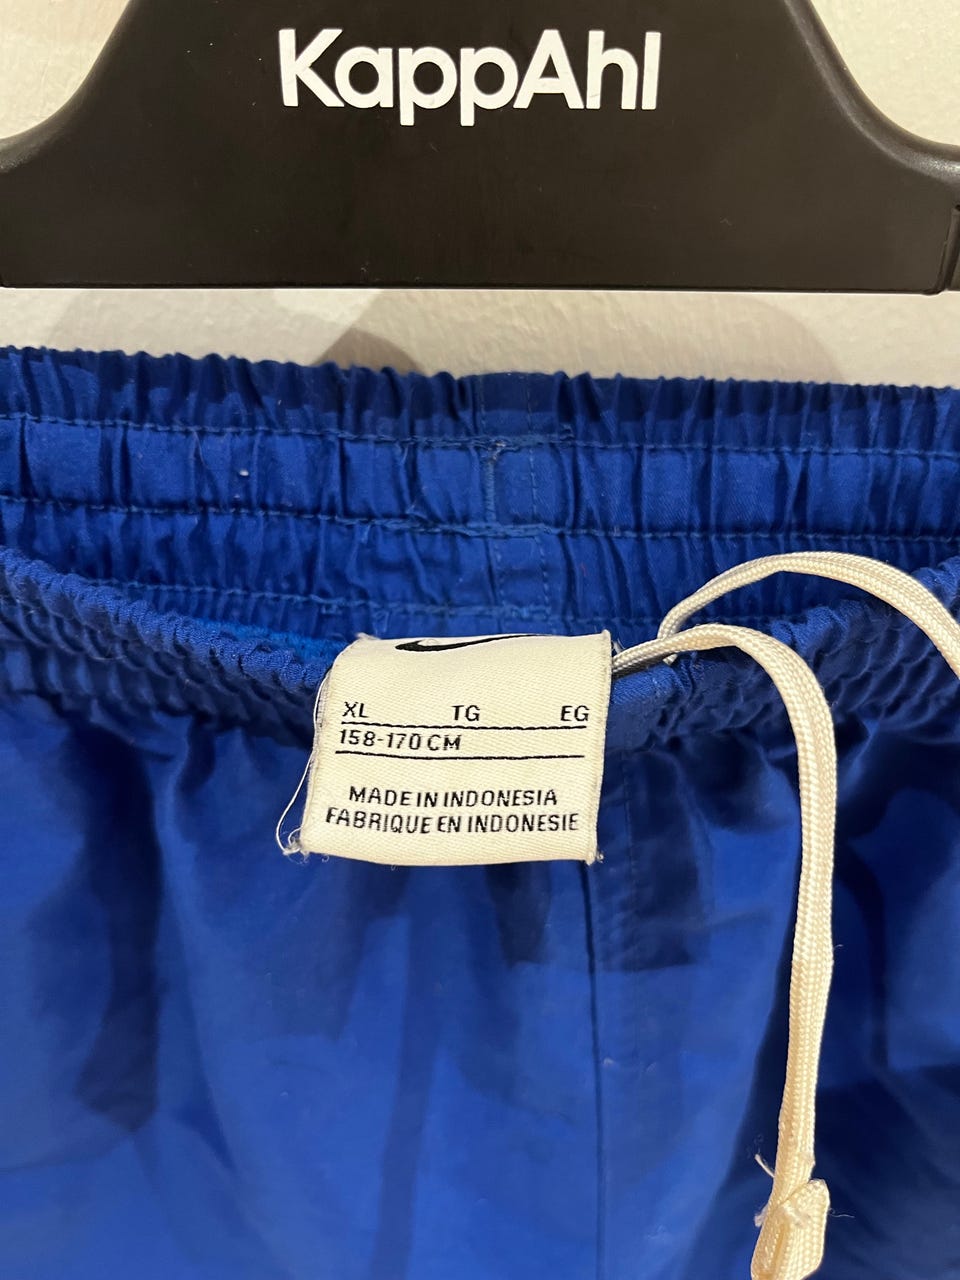 KappAhl
XL TG EG
158-170 CM
MADE IN INDONESIA
FABRIQUE EN INDONESIE